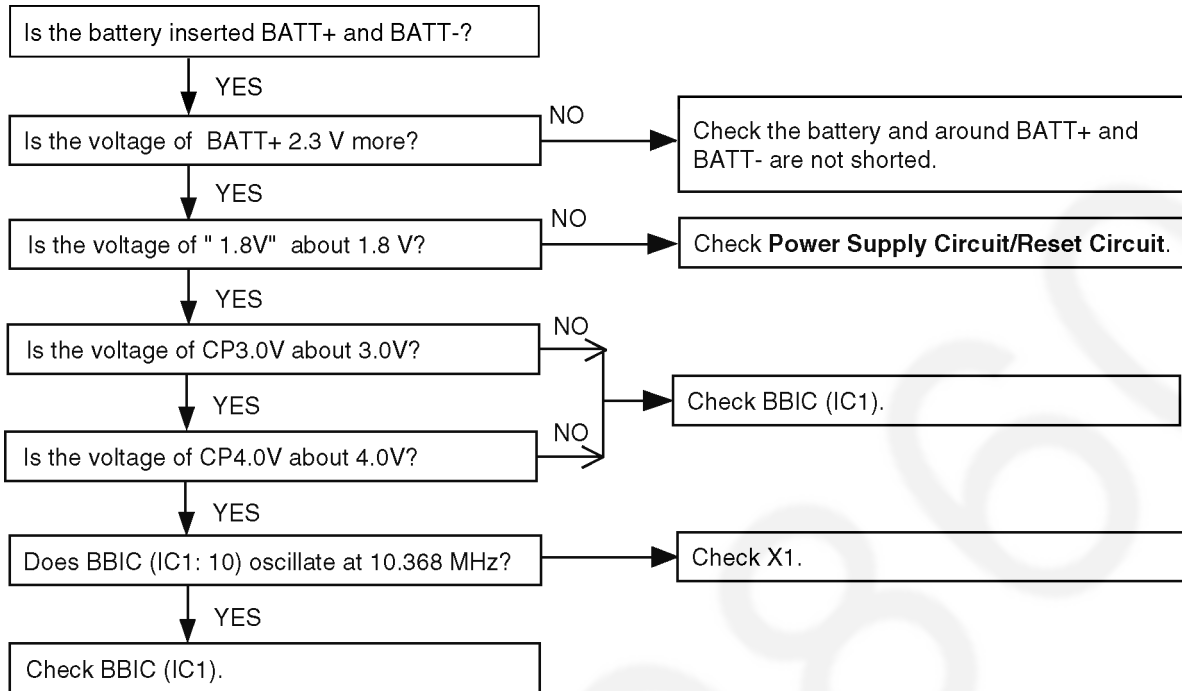 Is the battery inserted BATT+ and BATT-?
YES
Is the voltage of BATT+ 2.3 V more?
NO
Check the battery and around BATT+ and
BATT- are not shorted.
YES
Is the voltage of " 1.8V" about 1.8 V?
NO
Check Power Supply Circuit/Reset Circuit.
YES
Is the voltage of CP3.0V about 3.0V?
NO
YES
Check BBIC (IC1).
Is the voltage of CP4.0V about 4.0V?
NO
YES
Does BBIC (IC1: 10) oscillate at 10.368 MHz?
Check X1.
YES
Check BBIC (IC1).